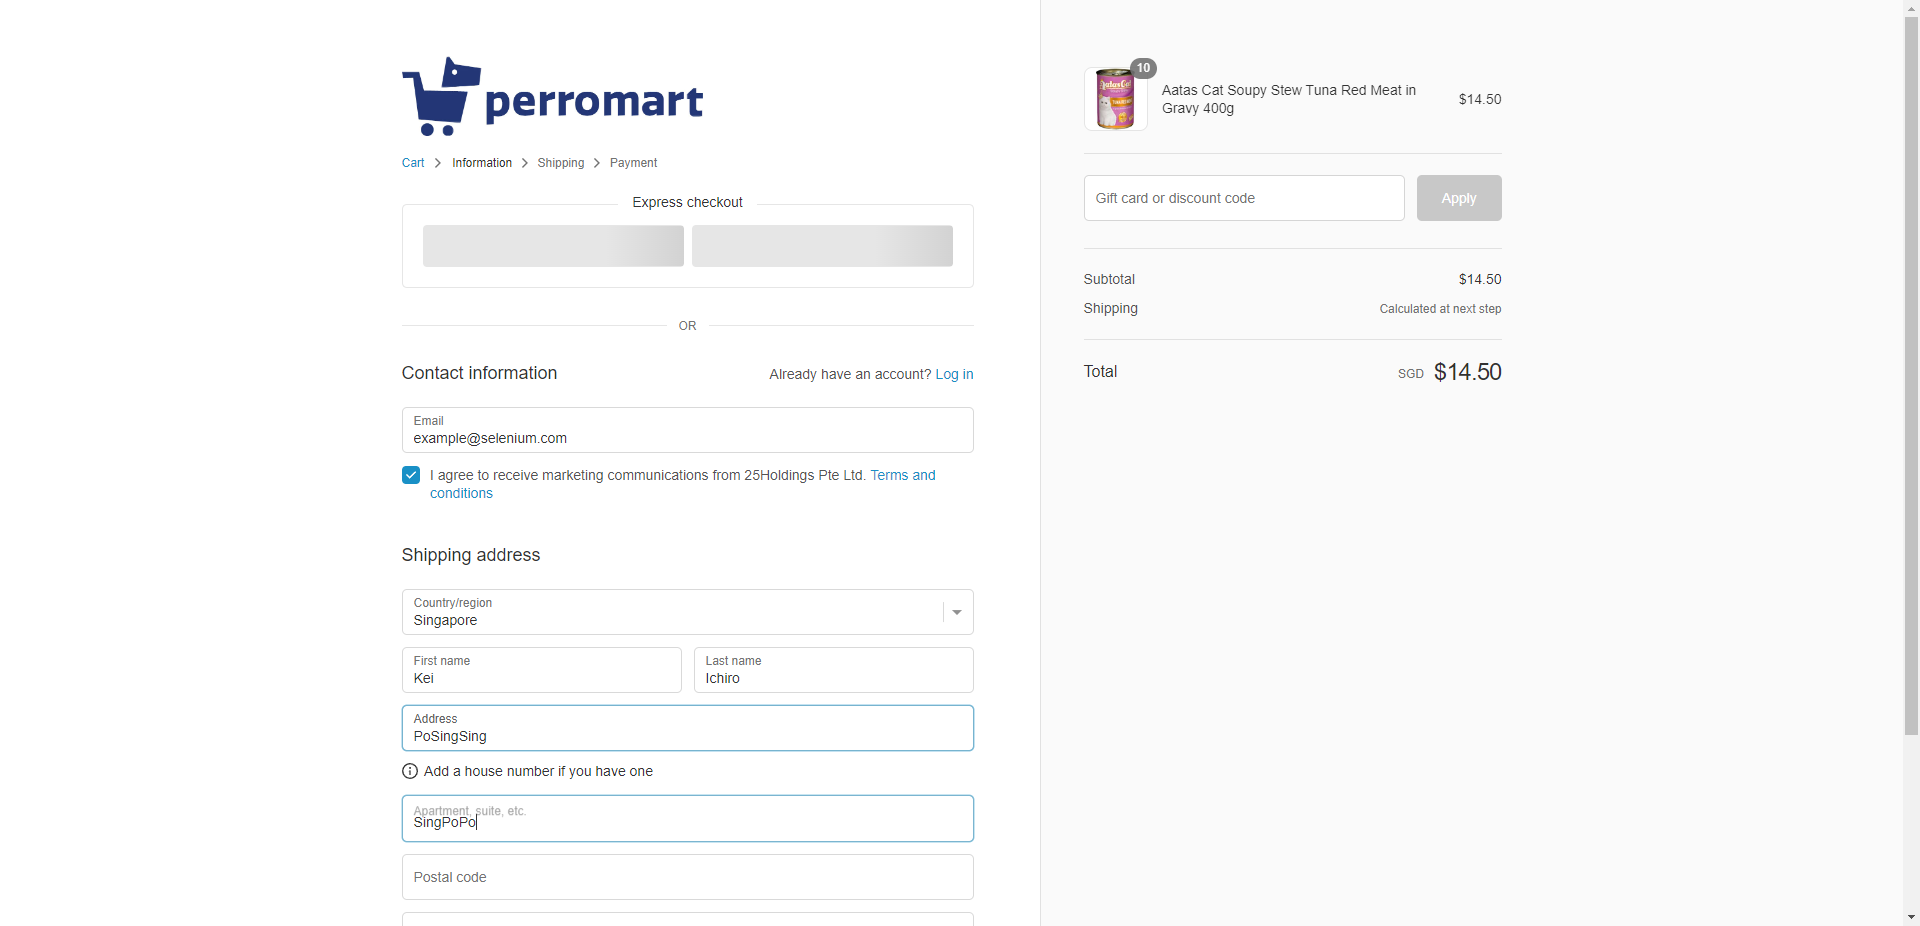 perromart
Cart
Information
Shipping
Payment
Express checkout
OR
Contact information
Already have an account? Log in
Email
example@selenium.com
I agree to receive marketing communications from 25Holdings Pte Ltd. Terms and
conditions
Shipping address
Country/region
Singapore
First name
Kei
Last name
Ichiro
Address
PoSingSing
Add a house number if you have one
Apartment, suite, etc.
SingPoPo
Postal code
10
Aatas Cat
Aatas Cat Soupy Stew Tuna Red Meat in
Gravy 400g
$14.50
Gift card or discount code
Apply
Subtotal
$14.50
Shipping
Calculated at next step
Total
SGD $14.50